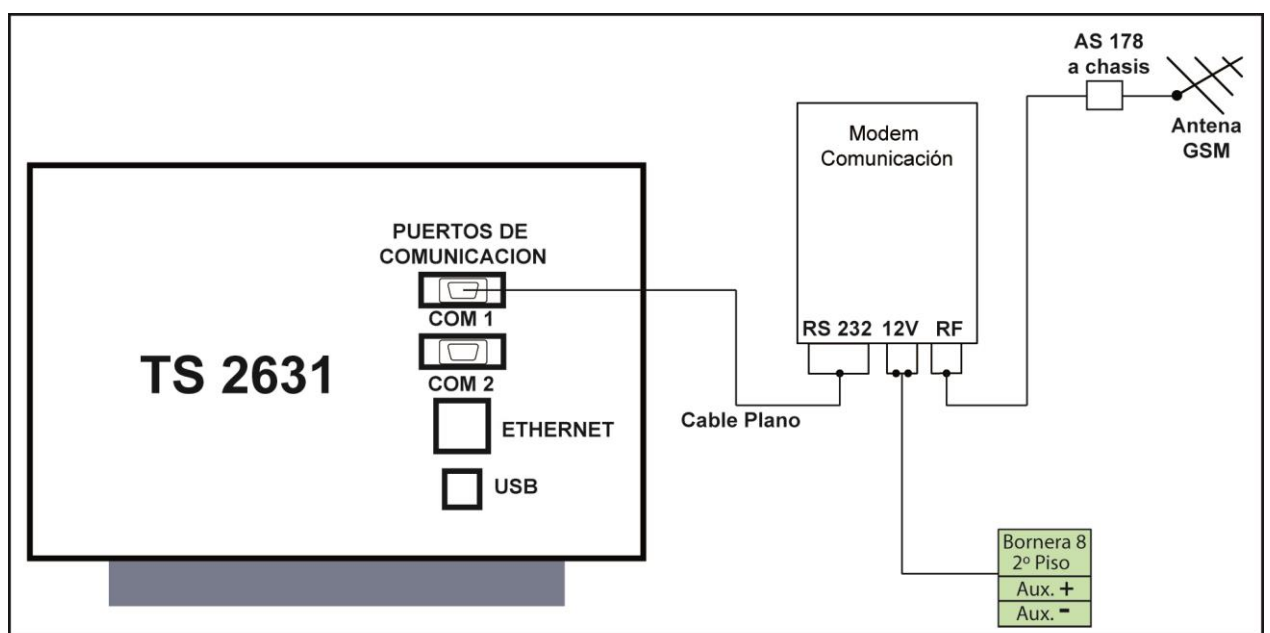 AS 178
a chasis
Antena
GSM
Modem
Comunicación
RS 232 12V RF
PUERTOS DE
COMUNICACION
COM 1
COM 2
ETHERNET
USB
TS 2631
Cable Plano
Bornera 8
2º Piso
Aux. +
Aux. -